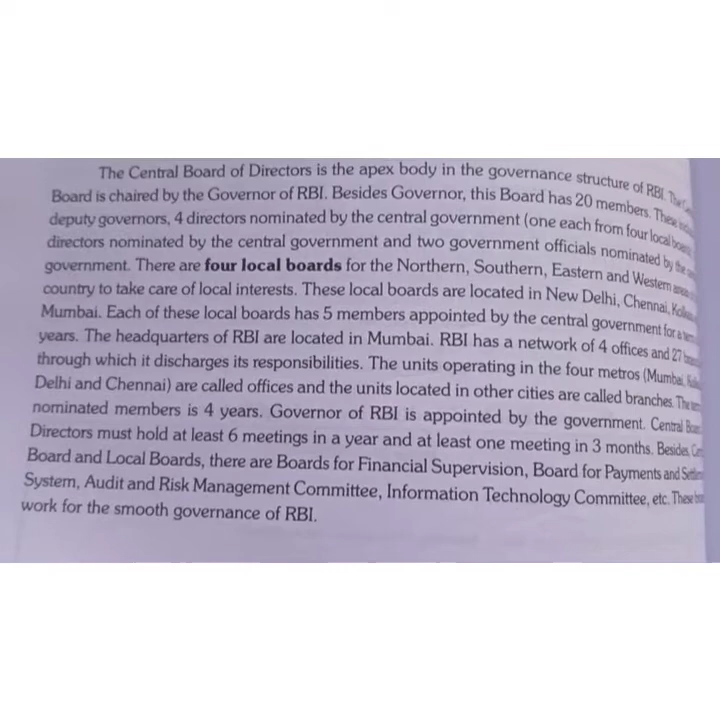 The Central Board of Directors is the apex body in the governance structure of RBI. The
Board is chaired by the Governor of RBI. Besides Governor, this Board has 20 members. These
deputy governors, 4 directors nominated by the central government (one each from four local boards),
directors nominated by the central government and two government officials nominated by the
government. There are four local boards for the Northern, Southern, Eastern and Western areas
country to take care of local interests. These local boards are located in New Delhi, Chennai,
Mumbai. Each of these local boards has 5 members appointed by the central government for a term
years. The headquarters of RBI are located in Mumbai. RBI has a network of 4 offices and 27
through which it discharges its responsibilities. The units operating in the four metros (Mumbai,
Delhi and Chennai) are called offices and the units located in other cities are called branches. The
nominated members is 4 years. Governor of RBI is appointed by the government. Central
Directors must hold at least 6 meetings in a year and at least one meeting in 3 months. Besides,
Board and Local Boards, there are Boards for Financial Supervision, Board for Payments and
System, Audit and Risk Management Committee, Information Technology Committee, etc. These
work for the smooth governance of RBI.